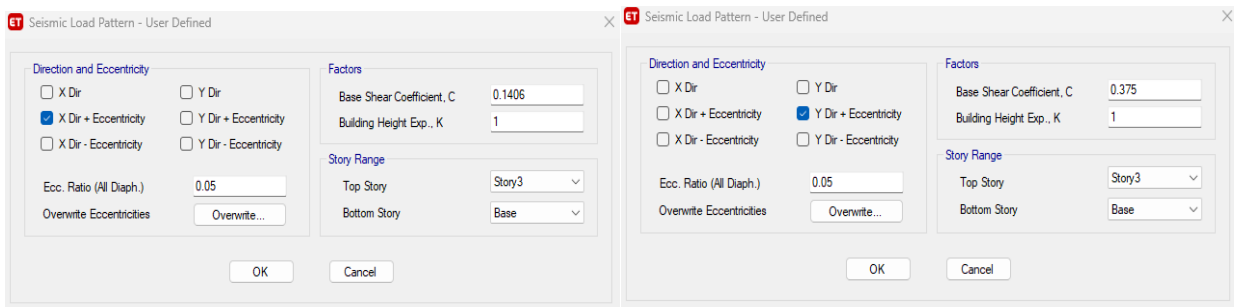 ET Seismic Load Pattern - User Defined
Direction and Eccentricity
X Dir Y Dir
X Dir + Eccentricity Y Dir + Eccentricity
X Dir - Eccentricity Y Dir - Eccentricity
Ecc. Ratio (All Diaph.) 0.05
Overwrite Eccentricities Overwrite...
Factors
Base Shear Coefficient, C 0.1406
Building Height Exp., K 1
Story Range
Top Story Story3
Bottom Story Base
OK Cancel
ET Seismic Load Pattern - User Defined
Direction and Eccentricity
X Dir Y Dir
X Dir + Eccentricity Y Dir + Eccentricity
X Dir - Eccentricity Y Dir - Eccentricity
Ecc. Ratio (All Diaph.) 0.05
Overwrite Eccentricities Overwrite...
Factors
Base Shear Coefficient, C 0.375
Building Height Exp., K 1
Story Range
Top Story Story3
Bottom Story Base
OK Cancel